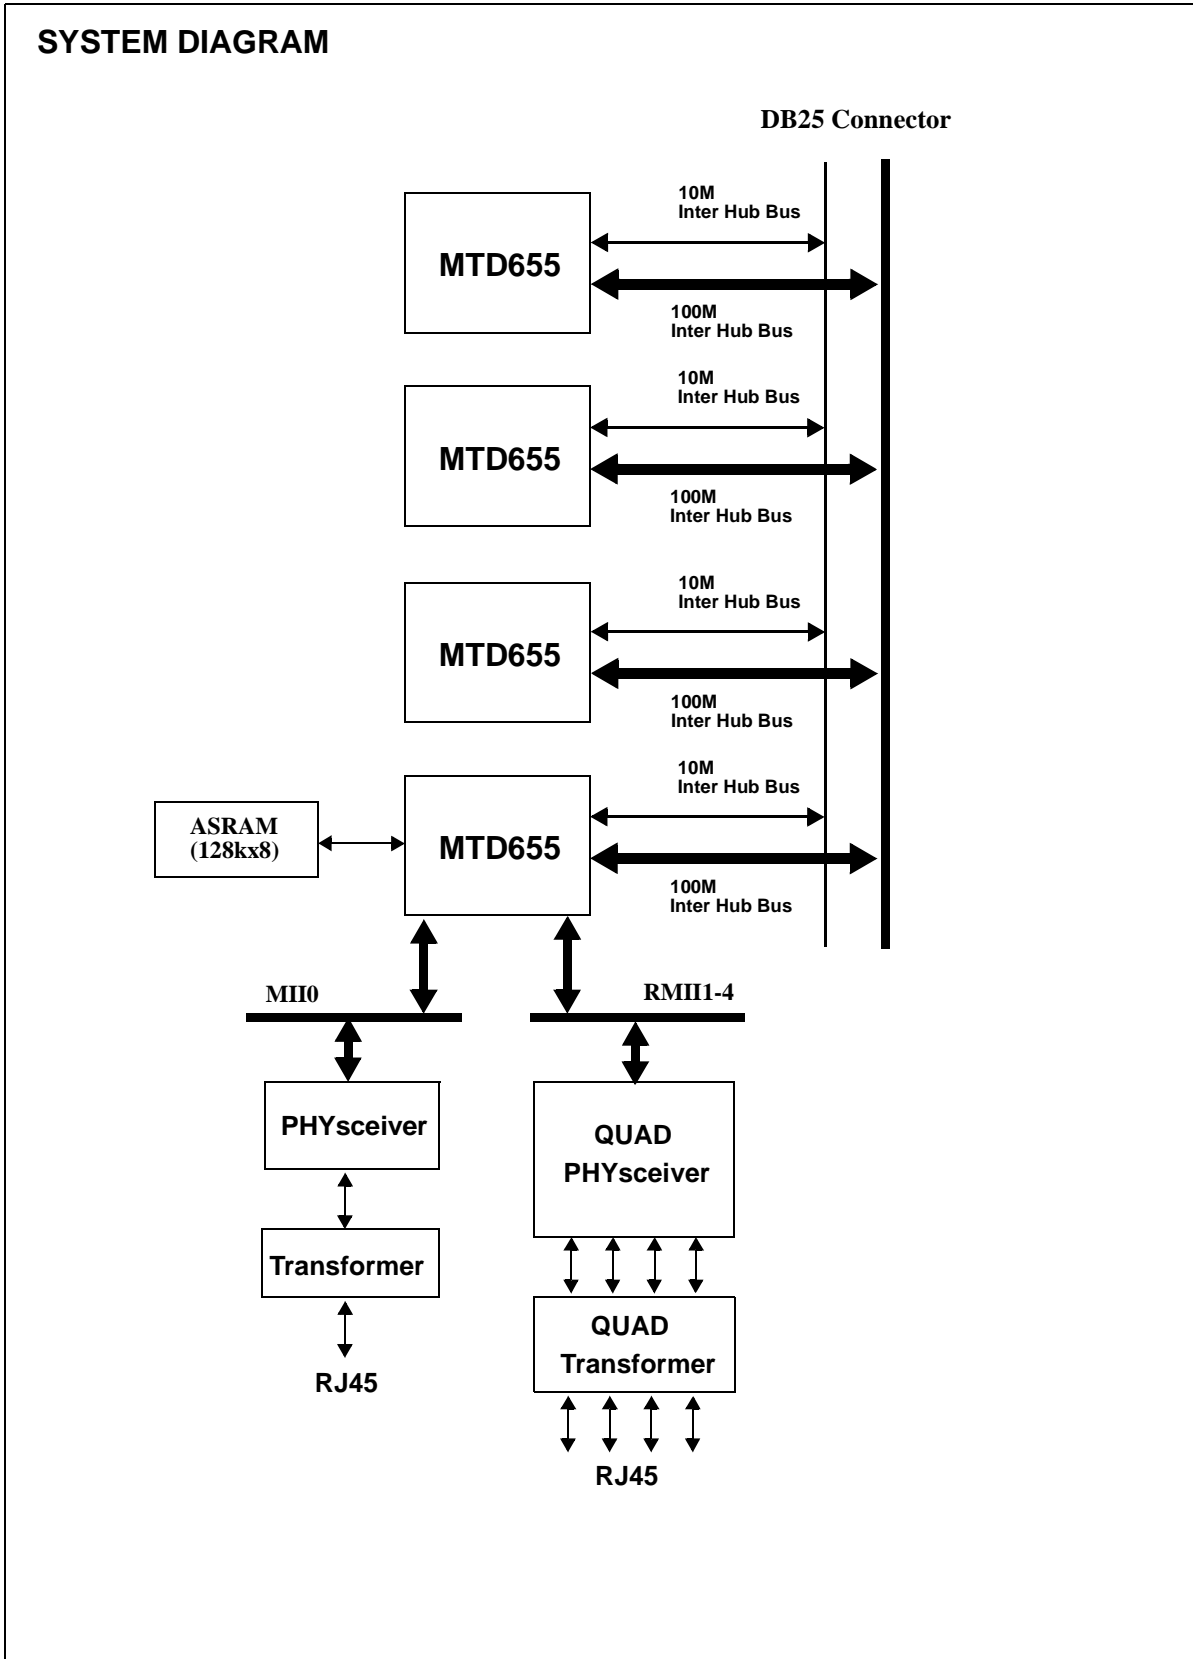 SYSTEM DIAGRAM
DB25 Connector
10M
Inter Hub Bus
MTD655
100M
Inter Hub Bus
10M
Inter Hub Bus
MTD655
100M
Inter Hub Bus
10M
Inter Hub Bus
MTD655
100M
Inter Hub Bus
10M
Inter Hub Bus
ASRAM
(128kx8)
MTD655
100M
Inter Hub Bus
MII0
RMII1-4
PHYsceiver
QUAD
PHYsceiver
Transformer
QUAD
Transformer
RJ45
RJ45